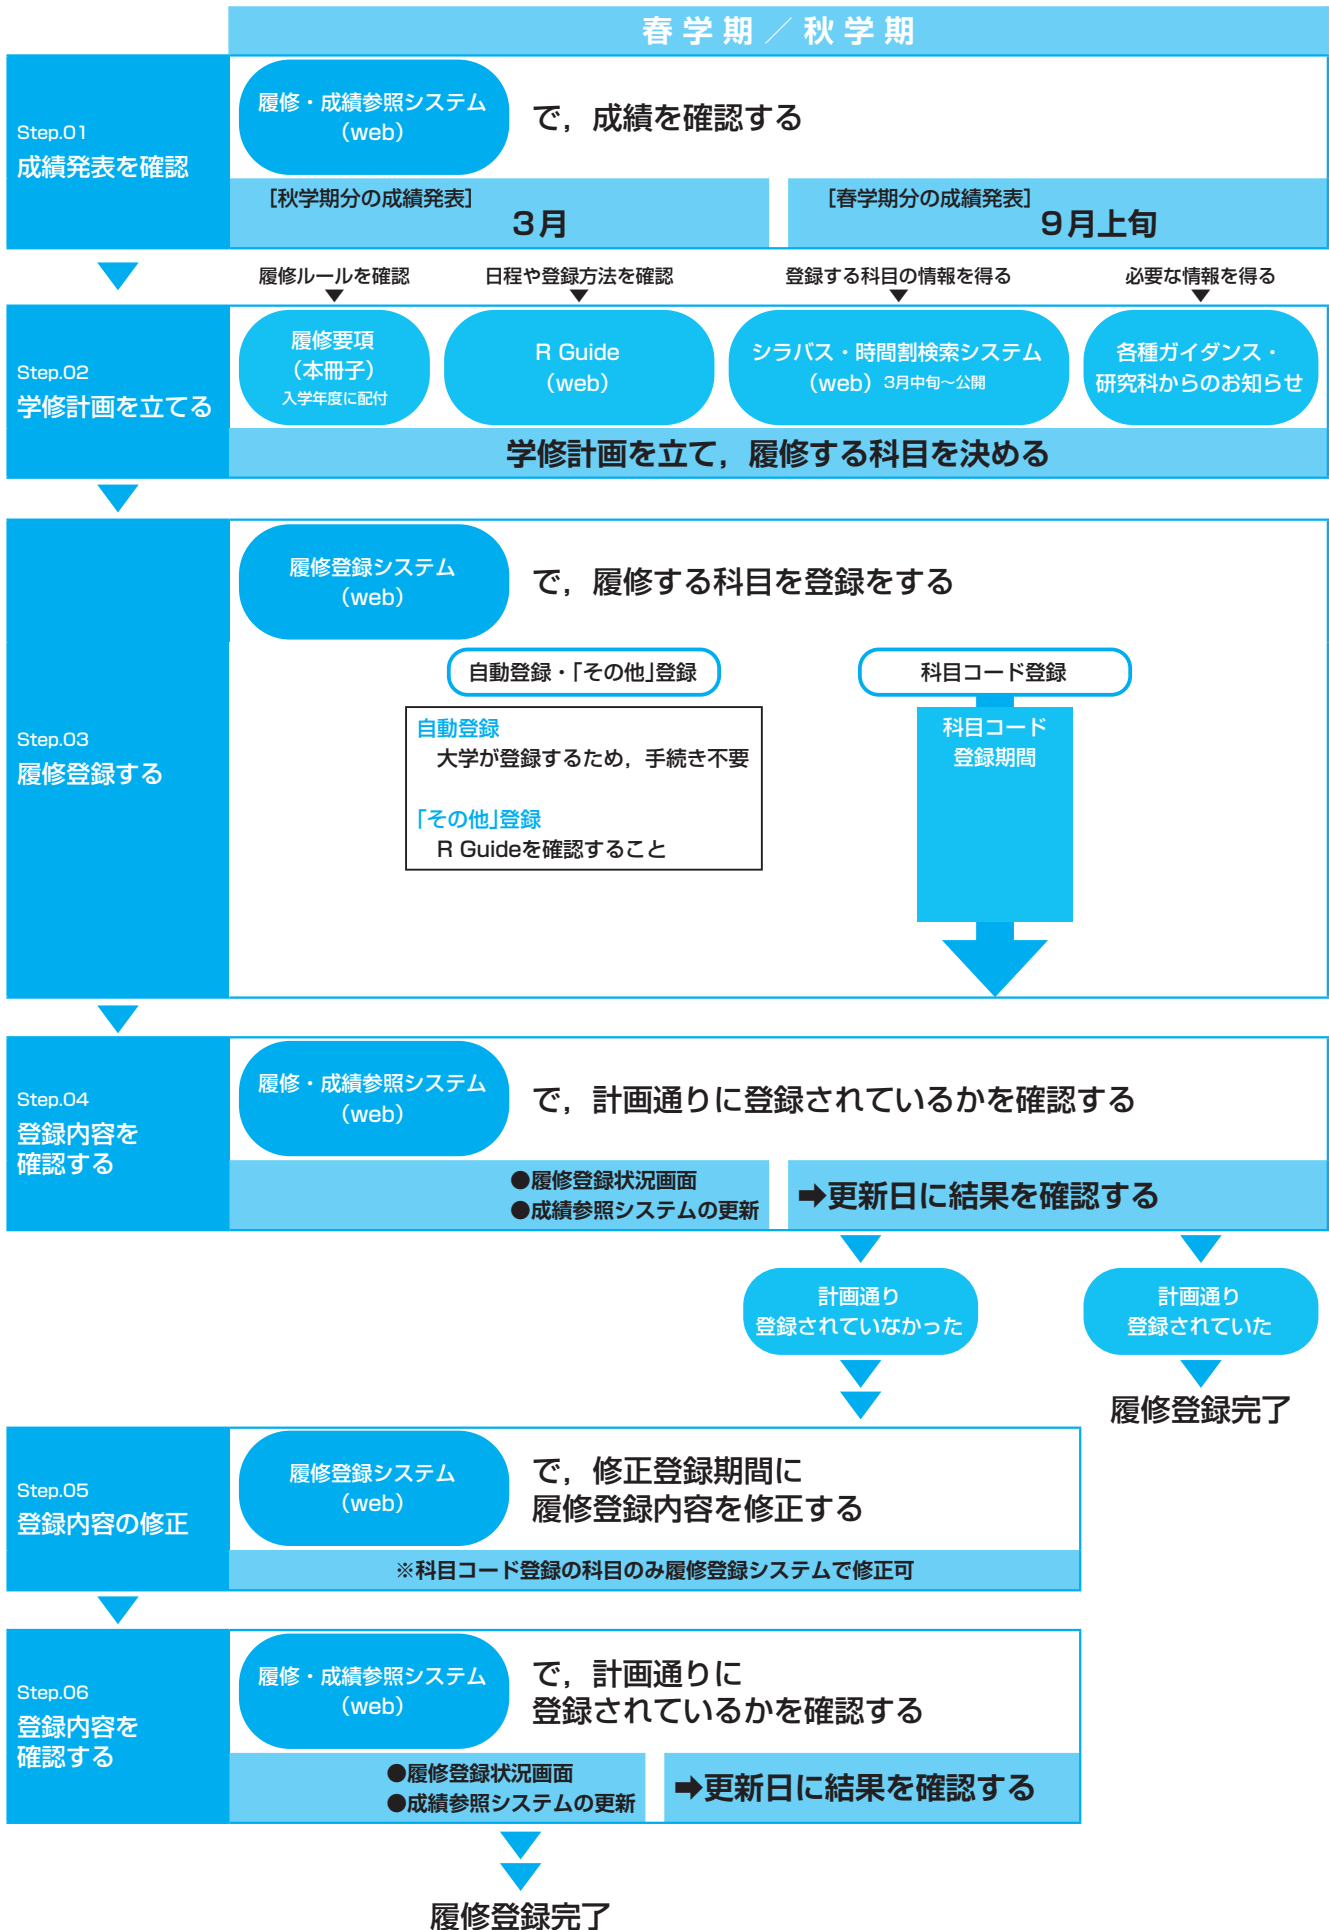 春学期／秋学期
Step.01
成績発表を確認
履修・成績参照システム
（web）
で，成績を確認する
［秋学期分の成績発表］
3月
［春学期分の成績発表］
9月上旬
履修ルールを確認
日程や登録方法を確認
登録する科目の情報を得る
必要な情報を得る
Step.02
学修計画を立てる
履修要項
（本冊子）
入学年度に配付
R Guide
（web）
シラバス・時間割検索システム
（web）3月中旬〜公開
各種ガイダンス・
研究科からのお知らせ
学修計画を立て，履修する科目を決める
Step.03
履修登録する
履修登録システム
（web）
で，履修する科目を登録をする
自動登録・「その他」登録
自動登録
大学が登録するため，手続き不要
「その他」登録
R Guideを確認すること
科目コード登録
科目コード
登録期間
Step.04
登録内容を
確認する
履修・成績参照システム
（web）
で，計画通りに登録されているかを確認する
●履修登録状況画面
●成績参照システムの更新
➡更新日に結果を確認する
計画通り
登録されていなかった
計画通り
登録されていた
履修登録完了
Step.05
登録内容の修正
履修登録システム
（web）
で，修正登録期間に
履修登録内容を修正する
※科目コード登録の科目のみ履修登録システムで修正可
Step.06
登録内容を
確認する
履修・成績参照システム
（web）
で，計画通りに
登録されているかを確認する
●履修登録状況画面
●成績参照システムの更新
➡更新日に結果を確認する
履修登録完了